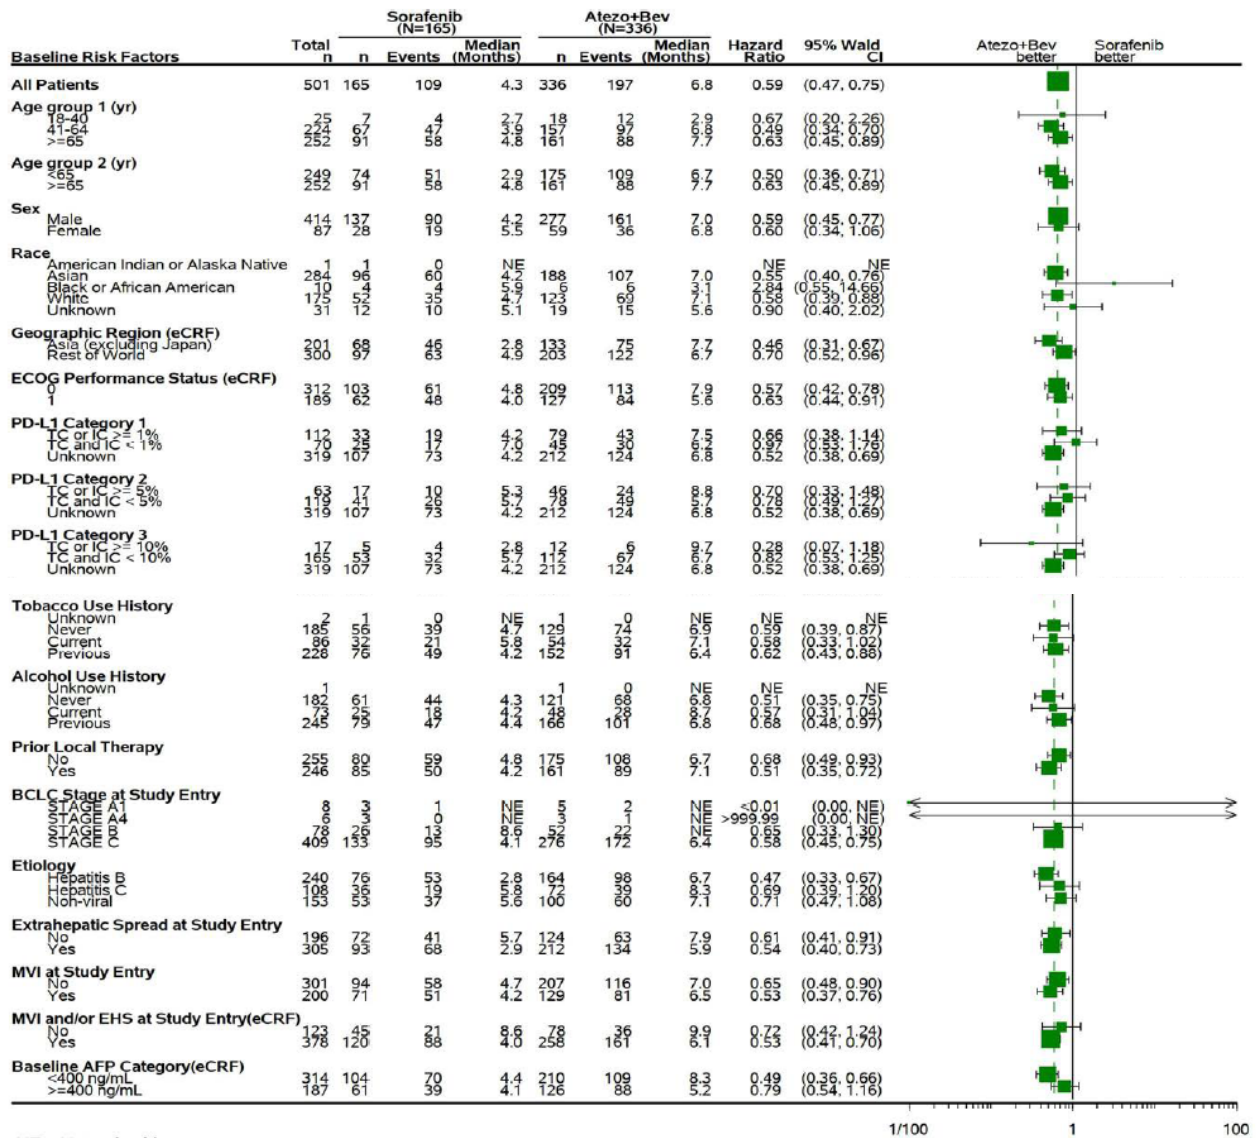 Sorafenib (N=165) Atezo+Bev (N=336)
Baseline Risk Factors Total n n Events Median (Months) n Events Median (Months) Hazard Ratio 95% Wald CI Atezo+Bev better Sorafenib better
All Patients 501 165 109 4.3 336 197 6.8 0.59 (0.47, 0.75)
Age group 1 (yr)
18-40 25 7 4 2.7 18 12 2.9 0.67 (0.20, 2.26)
41-64 224 67 47 3.9 157 97 6.8 0.49 (0.34, 0.70)
>=65 252 91 58 4.8 161 88 7.7 0.63 (0.45, 0.89)
Age group 2 (yr)
<65 249 74 51 2.9 175 109 6.7 0.50 (0.36, 0.71)
>=65 252 91 58 4.8 161 88 7.7 0.63 (0.45, 0.89)
Sex
Male 414 137 90 4.2 277 161 7.0 0.59 (0.45, 0.77)
Female 87 28 19 5.5 59 36 6.8 0.60 (0.34, 1.06)
Race
American Indian or Alaska Native 1 1 0 NE NE NE
Asian 284 96 60 4.2 188 107 7.0 0.55 (0.40, 0.76)
Black or African American 10 4 4 5.9 6 6 3.1 2.84 (0.55, 14.66)
White 175 52 35 4.7 123 69 7.1 0.58 (0.39, 0.88)
Unknown 31 12 10 5.1 19 15 5.6 0.90 (0.40, 2.02)
Geographic Region (eCRF)
Asia (excluding Japan) 201 68 46 2.8 133 75 7.7 0.46 (0.31, 0.67)
Rest of World 300 97 63 4.9 203 122 6.7 0.70 (0.52, 0.96)
ECOG Performance Status (eCRF)
0 312 103 61 4.8 209 113 7.9 0.57 (0.42, 0.78)
1 189 62 48 4.0 127 84 5.6 0.63 (0.44, 0.91)
PD-L1 Category 1
TC or IC >= 1% 112 33 19 4.2 79 43 7.5 0.66 (0.38, 1.14)
TC and IC < 1% 70 25 17 7.0 45 30 6.2 0.97 (0.53, 1.76)
Unknown 319 107 73 4.2 212 124 6.8 0.52 (0.38, 0.69)
PD-L1 Category 2
TC or IC >= 5% 63 17 10 5.3 46 24 8.8 0.70 (0.33, 1.48)
TC and IC < 5% 119 41 26 5.7 78 49 5.7 0.78 (0.49, 1.27)
Unknown 319 107 73 4.2 212 124 6.8 0.52 (0.38, 0.69)
PD-L1 Category 3
TC or IC >= 10% 17 5 4 2.8 12 6 9.7 0.28 (0.07, 1.18)
TC and IC < 10% 165 53 32 5.7 112 67 6.7 0.82 (0.53, 1.25)
Unknown 319 107 73 4.2 212 124 6.8 0.52 (0.38, 0.69)
Tobacco Use History
Unknown 2 1 0 NE 1 0 NE NE NE
Never 185 56 39 4.7 129 74 6.9 0.59 (0.39, 0.87)
Current 86 32 21 5.8 54 32 7.1 0.58 (0.33, 1.02)
Previous 228 76 49 4.2 152 91 6.4 0.62 (0.43, 0.88)
Alcohol Use History
Unknown 1 1 0 NE NE NE
Never 182 61 44 4.3 121 68 6.8 0.51 (0.35, 0.75)
Current 73 25 18 4.2 48 28 8.7 0.57 (0.31, 1.04)
Previous 245 79 47 4.4 166 101 6.8 0.68 (0.48, 0.97)
Prior Local Therapy
No 255 80 59 4.8 175 108 6.7 0.68 (0.49, 0.93)
Yes 246 85 50 4.2 161 89 7.1 0.51 (0.35, 0.72)
BCLC Stage at Study Entry
STAGE A1 8 3 1 NE 5 2 NE <0.01 (0.00, NE)
STAGE A4 6 3 0 NE 3 1 NE >999.99 (0.00, NE)
STAGE B 78 26 13 8.6 52 22 NE 0.65 (0.33, 1.30)
STAGE C 409 133 95 4.1 276 172 6.4 0.58 (0.45, 0.75)
Etiology
Hepatitis B 240 76 53 2.8 164 98 6.7 0.47 (0.33, 0.67)
Hepatitis C 108 36 19 5.8 72 39 8.3 0.69 (0.39, 1.20)
Non-viral 153 53 37 5.6 100 60 7.1 0.71 (0.47, 1.08)
Extrahepatic Spread at Study Entry
No 196 72 41 5.7 124 63 7.9 0.61 (0.41, 0.91)
Yes 305 93 68 2.9 212 134 5.9 0.54 (0.40, 0.73)
MVI at Study Entry
No 301 94 58 4.7 207 116 7.0 0.65 (0.48, 0.90)
Yes 200 71 51 4.2 129 81 6.5 0.53 (0.37, 0.76)
MVI and/or EHS at Study Entry(eCRF)
No 123 45 21 8.6 78 36 9.9 0.72 (0.42, 1.24)
Yes 378 120 88 4.0 258 161 6.1 0.53 (0.41, 0.70)
Baseline AFP Category(eCRF)
<400 ng/mL 314 104 70 4.4 210 109 8.3 0.49 (0.36, 0.66)
>=400 ng/mL 187 61 39 4.1 126 88 5.2 0.79 (0.54, 1.16)
1/100 1 100